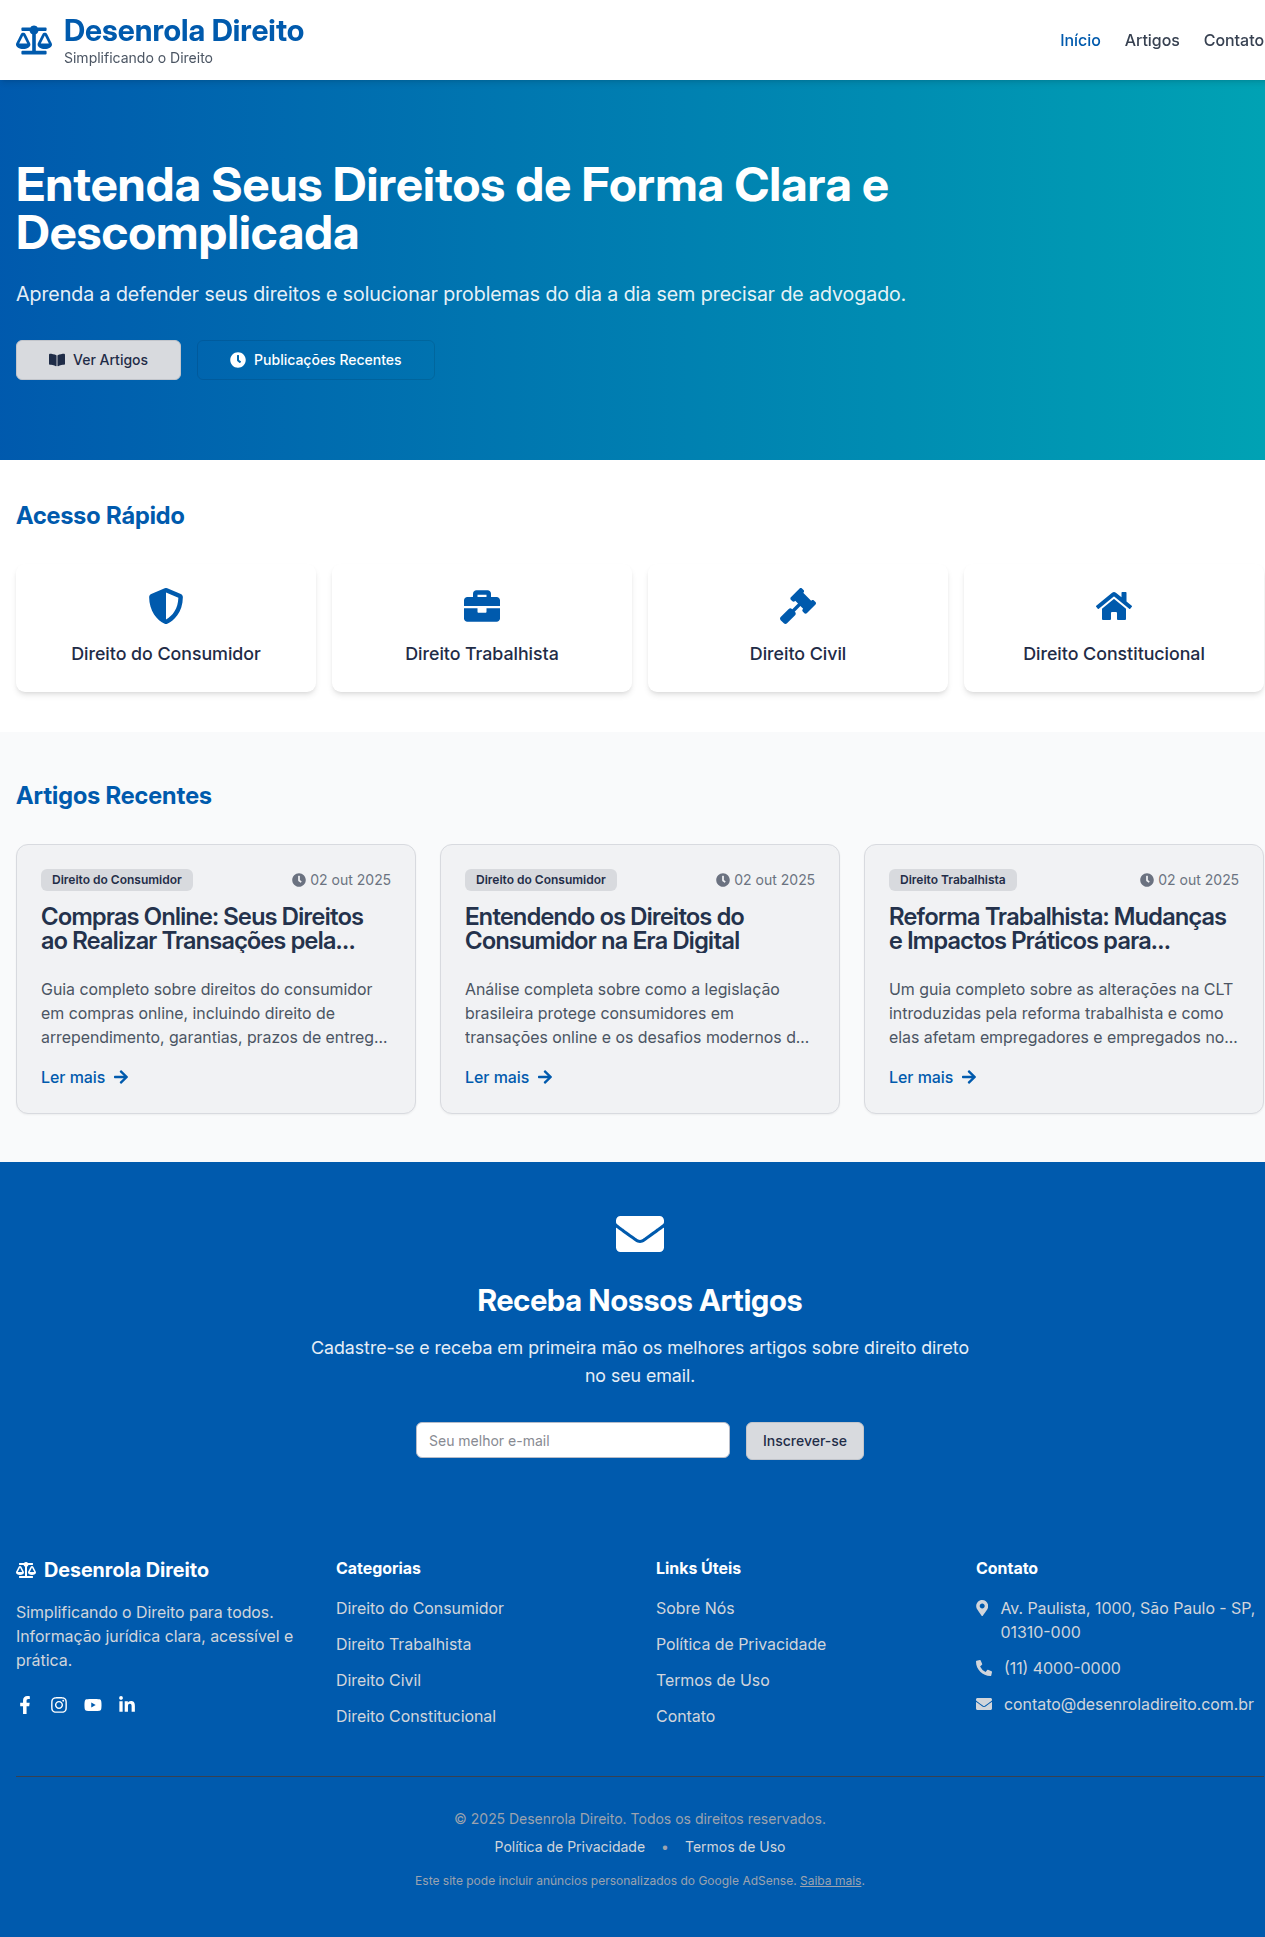 Desenrola Direito
Simplificando o Direito
Início
Artigos
Contato
Entenda Seus Direitos de Forma Clara e
Descomplicada
Aprenda a defender seus direitos e solucionar problemas do dia a dia sem precisar de advogado.
Ver Artigos
Publicações Recentes
Acesso Rápido
Direito do Consumidor
Direito Trabalhista
Direito Civil
Direito Constitucional
Artigos Recentes
Direito do Consumidor
02 out 2025
Compras Online: Seus Direitos
ao Realizar Transações pela...
Guia completo sobre direitos do consumidor
em compras online, incluindo direito de
arrependimento, garantias, prazos de entreg...
Ler mais
Direito do Consumidor
02 out 2025
Entendendo os Direitos do
Consumidor na Era Digital
Análise completa sobre como a legislação
brasileira protege consumidores em
transações online e os desafios modernos d...
Ler mais
Direito Trabalhista
02 out 2025
Reforma Trabalhista: Mudanças
e Impactos Práticos para...
Um guia completo sobre as alterações na CLT
introduzidas pela reforma trabalhista e como
elas afetam empregadores e empregados no...
Ler mais
Receba Nossos Artigos
Cadastre-se e receba em primeira mão os melhores artigos sobre direito direto
no seu email.
Seu melhor e-mail
Inscrever-se
Desenrola Direito
Simplificando o Direito para todos.
Informação jurídica clara, acessível e
prática.
Categorias
Direito do Consumidor
Direito Trabalhista
Direito Civil
Direito Constitucional
Links Úteis
Sobre Nós
Política de Privacidade
Termos de Uso
Contato
Contato
Av. Paulista, 1000, São Paulo - SP,
01310-000
(11) 4000-0000
contato@desenroladireito.com.br
© 2025 Desenrola Direito. Todos os direitos reservados.
Política de Privacidade • Termos de Uso
Este site pode incluir anúncios personalizados do Google AdSense. Saiba mais.